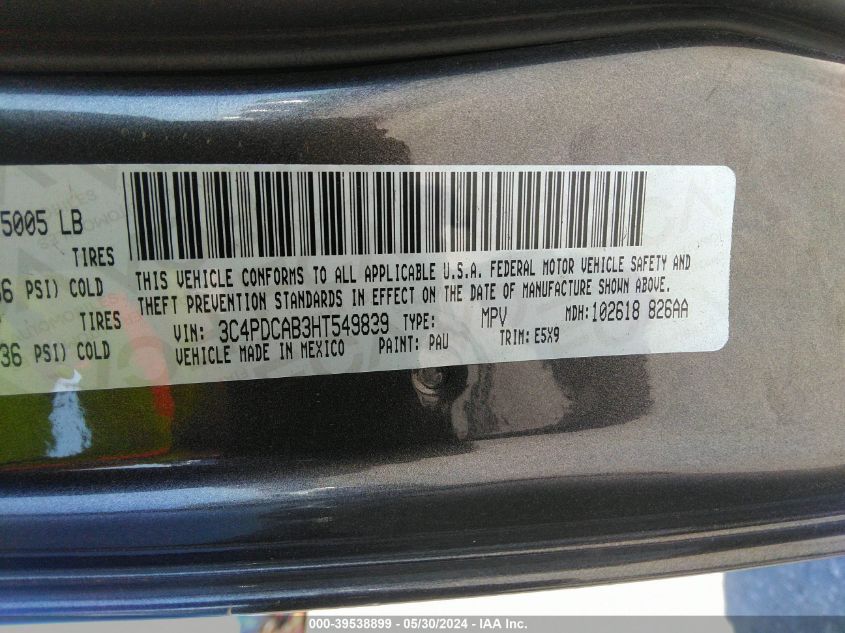 5005 LB
TIRES
36 PSI) COLD
TIRES
36 PSI) COLD
THIS VEHICLE CONFORMS TO ALL APPLICABLE U.S.A. FEDERAL MOTOR VEHICLE SAFETY AND
THEFT PREVENTION STANDARDS IN EFFECT ON THE DATE OF MANUFACTURE SHOWN ABOVE.
VIN: 3C4PDCAB3HT549839 TYPE: MPV MDH:102618 826AA
VEHICLE MADE IN MEXICO PAINT: PAU TRIM: E5X9
000-39538899 - 05/30/2024 - IAA Inc.